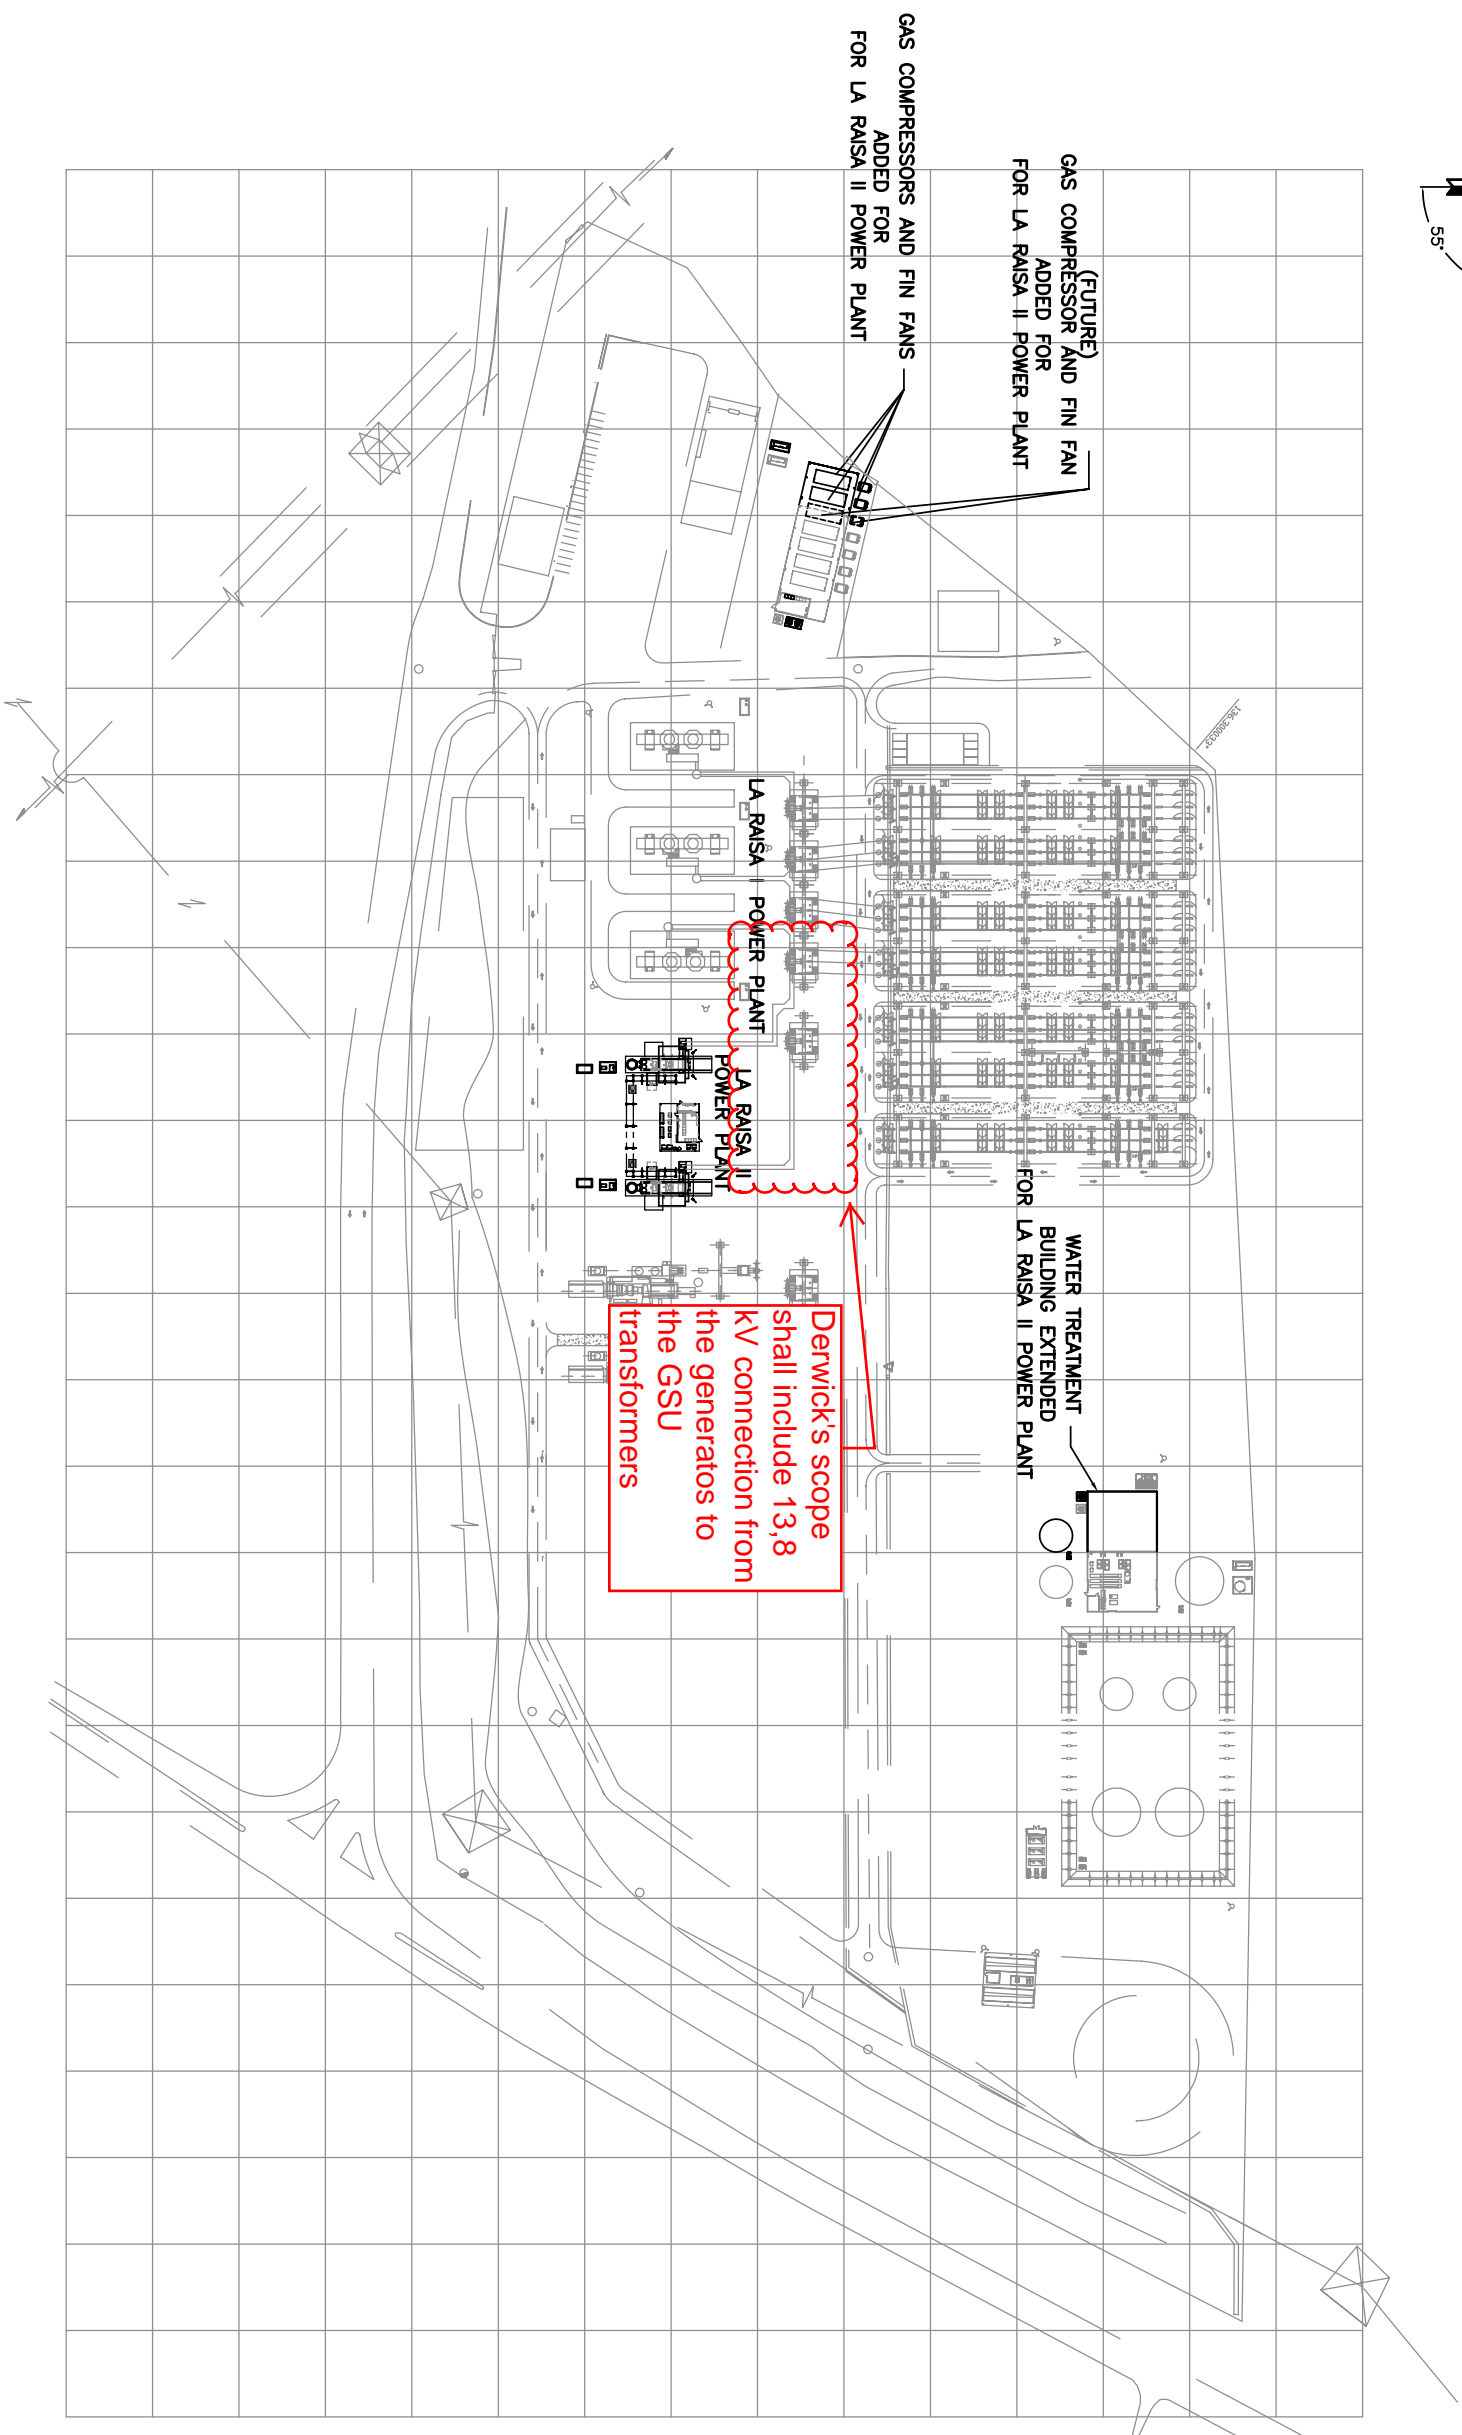 55°
GAS COMPRESSORS AND FIN FANS
ADDED FOR
FOR LA RAISA II POWER PLANT
(FUTURE)
GAS COMPRESSOR AND FIN FAN
ADDED FOR
FOR LA RAISA II POWER PLANT
136.300033°
LA RAISA I POWER PLANT
LA RAISA II
POWER PLANT
WATER TREATMENT
BUILDING EXTENDED
FOR LA RAISA II POWER PLANT
Derwick's scope
shall include 13,8
kV connection from
the generatos to
the GSU
transformers